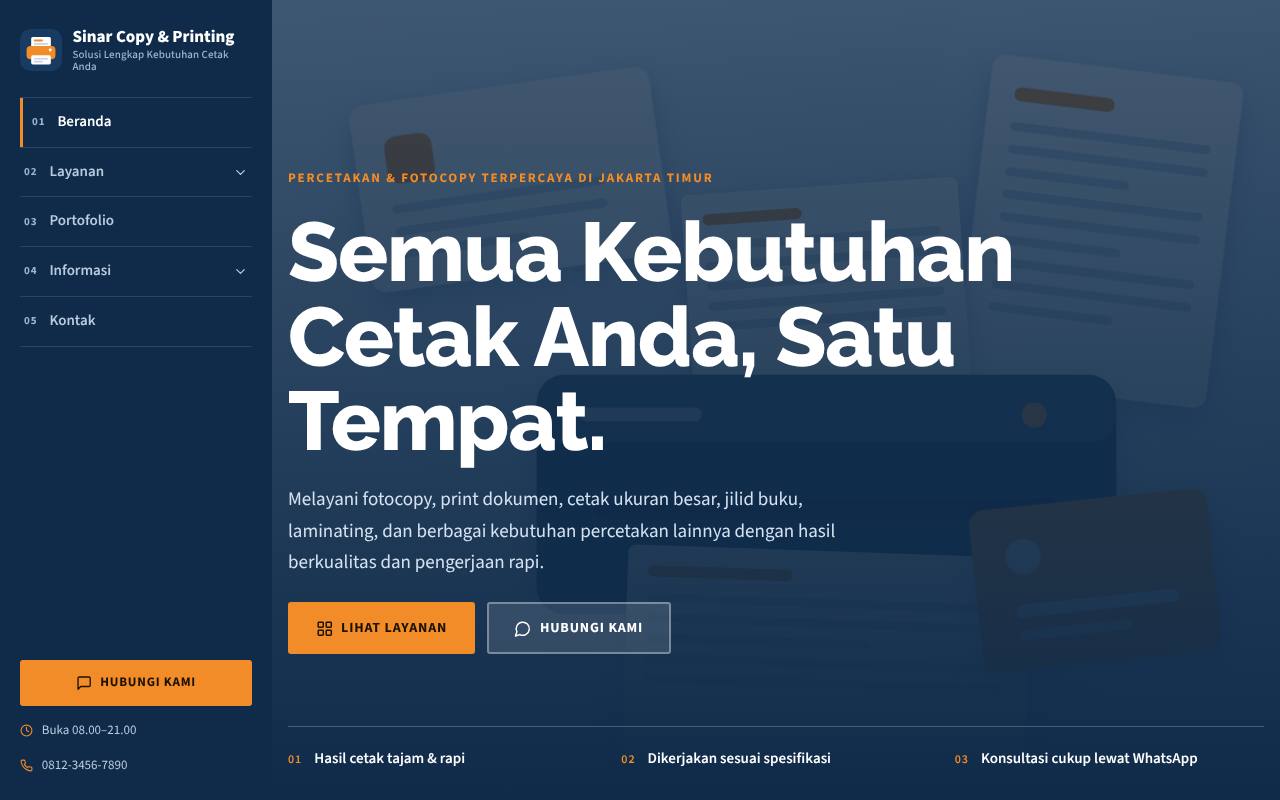 Sinar Copy & Printing
Solusi Lengkap Kebutuhan Cetak
Anda
01 Beranda
02 Layanan
03 Portofolio
04 Informasi
05 Kontak
HUBUNGI KAMI
Buka 08.00–21.00
0812-3456-7890
PERCETAKAN & FOTOCOPY TERPERCAYA DI JAKARTA TIMUR
Semua Kebutuhan
Cetak Anda, Satu
Tempat.
Melayani fotocopy, print dokumen, cetak ukuran besar, jilid buku,
laminating, dan berbagai kebutuhan percetakan lainnya dengan hasil
berkualitas dan pengerjaan rapi.
LIHAT LAYANAN
HUBUNGI KAMI
01 Hasil cetak tajam & rapi
02 Dikerjakan sesuai spesifikasi
03 Konsultasi cukup lewat WhatsApp